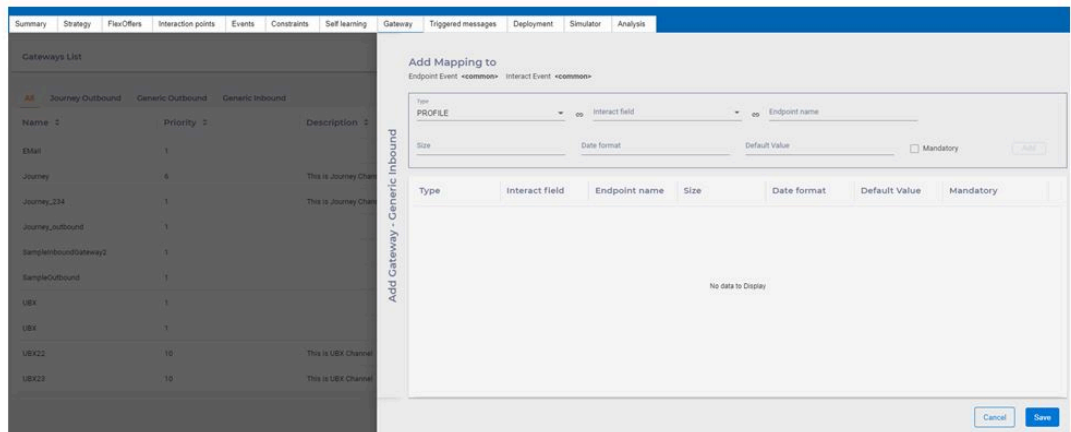 Summary Strategy FlexOffers Interaction points Events Constraints Self learning Gateway Triggered messages Deployment Simulator Analysis
Gateways List
All Journey Outbound Generic Outbound Generic Inbound
Name Priority Description
EMail 1
Journey 6 This is Journey Chann
Journey_234 1 This is Journey Chann
Journey_outbound 1
SampleInboundGateway2 1
SampleOutbound 1
UBX 1
UBX 1
UBX22 10 This is UBX Channel
UBX23 10 This is UBX Channel
Add Gateway - Generic Inbound
Add Mapping to
Endpoint Event <common> Interact Event <common>
Type
PROFILE Interact field Endpoint name
Size Date format Default Value Mandatory Add
Type Interact field Endpoint name Size Date format Default Value Mandatory
No data to Display
Cancel Save